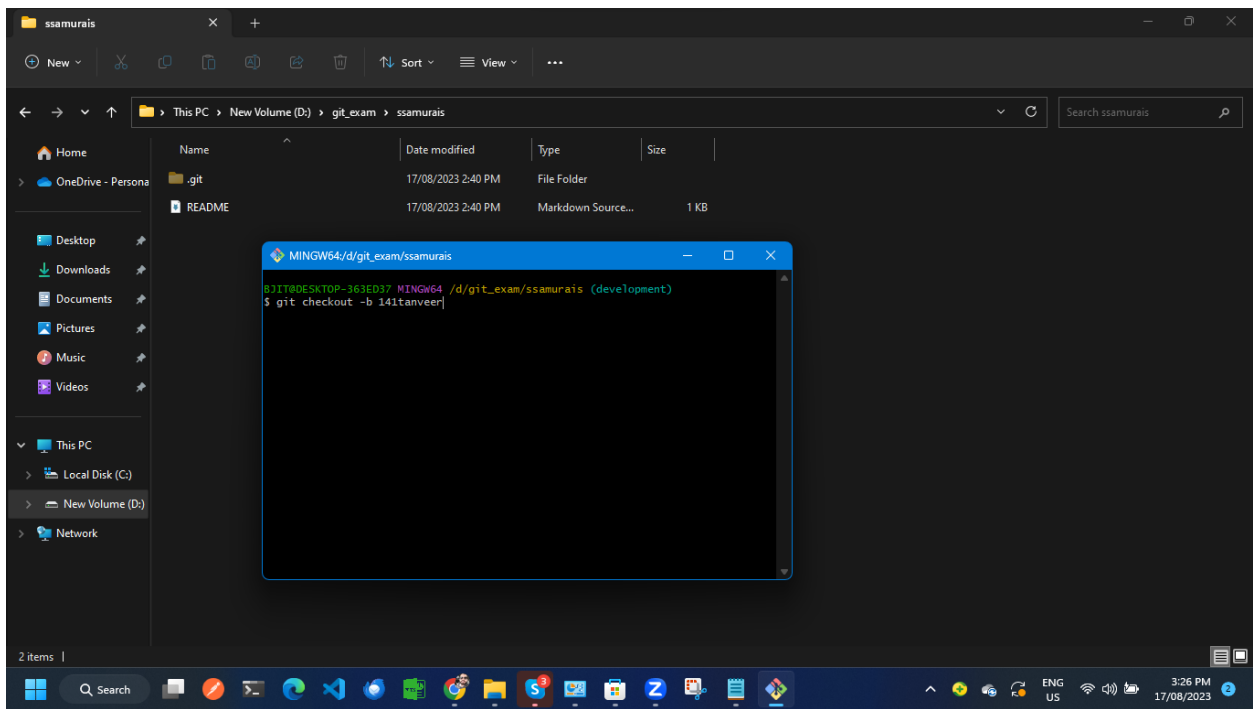 ssamurais
New
Sort
View
This PC > New Volume (D:) > git_exam > ssamurais
Search ssamurais
Home
OneDrive - Persona
Desktop
Downloads
Documents
Pictures
Music
Videos
This PC
Local Disk (C:)
New Volume (D:)
Network
Name Date modified Type Size
.git 17/08/2023 2:40 PM File Folder
README 17/08/2023 2:40 PM Markdown Source... 1 KB
MINGW64:/d/git_exam/ssamurais
BJIT@DESKTOP-363ED37 MINGW64 /d/git_exam/ssamurais (development)
$ git checkout -b 141tanveer
2 items
Search
3
ENG
US
3:26 PM
17/08/2023
2